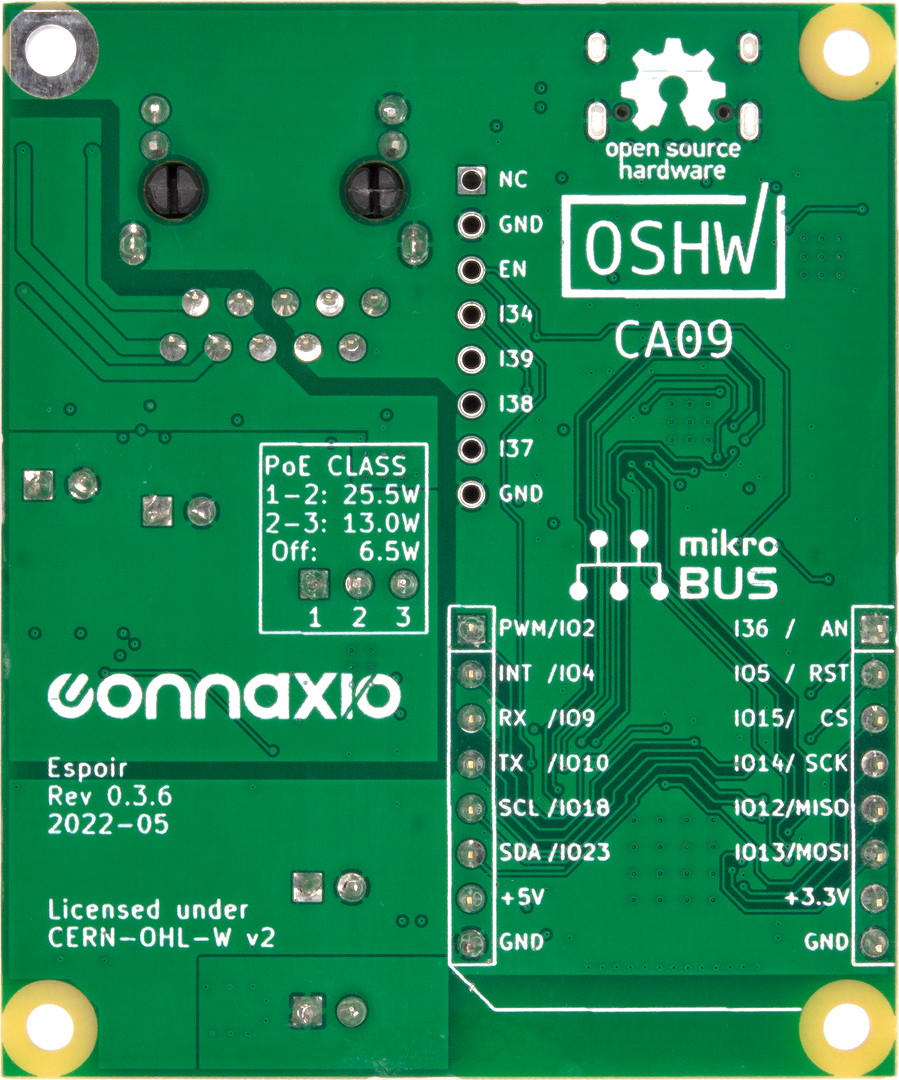 open source
hardware
OSHW
CA09
NC
GND
EN
I34
I39
I38
I37
GND
PoE CLASS
1-2: 25.5W
2-3: 13.0W
Off: 6.5W
1 2 3
mikro
BUS
PWM/IO2
INT /IO4
RX /IO9
TX /IO10
SCL /IO18
SDA /IO23
+5V
GND
I36 / AN
IO5 / RST
IO15/ CS
IO14/ SCK
IO12/MISO
IO13/MOSI
+3.3V
GND
connaxio
Espoir
Rev 0.3.6
2022-05
Licensed under
CERN-OHL-W v2